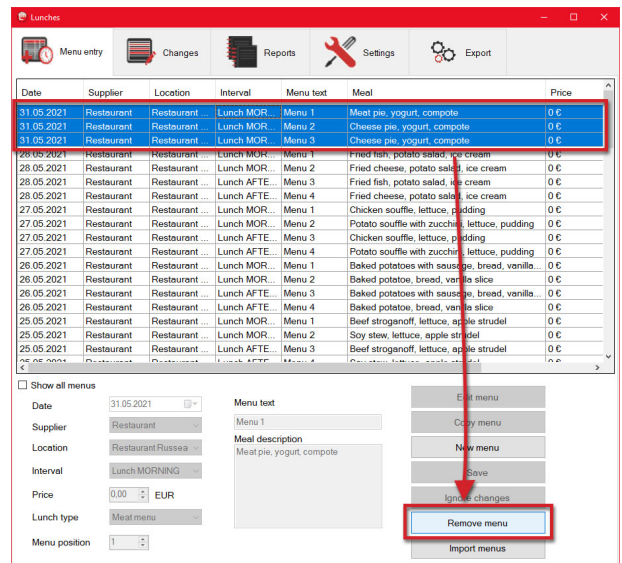 Lunches
Menu entry Changes Reports Settings Export
Date Supplier Location Interval Menu text Meal Price
31.05.2021 Restaurant Restaurant ... Lunch MOR... Menu 1 Meat pie, yogurt, compote 0 €
31.05.2021 Restaurant Restaurant ... Lunch MOR... Menu 2 Cheese pie, yogurt, compote 0 €
31.05.2021 Restaurant Restaurant ... Lunch MOR... Menu 3 Cheese pie, yogurt, compote 0 €
28.05.2021 Restaurant Restaurant ... Lunch MOR... Menu 1 Fried fish, potato salad, ice cream 0 €
28.05.2021 Restaurant Restaurant ... Lunch MOR... Menu 2 Fried cheese, potato salad, ice cream 0 €
28.05.2021 Restaurant Restaurant ... Lunch AFTE... Menu 3 Fried fish, potato salad, ice cream 0 €
28.05.2021 Restaurant Restaurant ... Lunch AFTE... Menu 4 Fried cheese, potato salad, ice cream 0 €
27.05.2021 Restaurant Restaurant ... Lunch MOR... Menu 1 Chicken souffle, lettuce, pudding 0 €
27.05.2021 Restaurant Restaurant ... Lunch MOR... Menu 2 Potato souffle with zucchini, lettuce, pudding 0 €
27.05.2021 Restaurant Restaurant ... Lunch AFTE... Menu 3 Chicken souffle, lettuce, pudding 0 €
27.05.2021 Restaurant Restaurant ... Lunch AFTE... Menu 4 Potato souffle with zucchini, lettuce, pudding 0 €
26.05.2021 Restaurant Restaurant ... Lunch MOR... Menu 1 Baked potatoes with sausage, bread, vanilla... 0 €
26.05.2021 Restaurant Restaurant ... Lunch MOR... Menu 2 Baked potatoe, bread, vanilla slice 0 €
26.05.2021 Restaurant Restaurant ... Lunch AFTE... Menu 3 Baked potatoes with sausage, bread, vanilla... 0 €
26.05.2021 Restaurant Restaurant ... Lunch AFTE... Menu 4 Baked potatoe, bread, vanilla slice 0 €
25.05.2021 Restaurant Restaurant ... Lunch MOR... Menu 1 Beef stroganoff, lettuce, apple strudel 0 €
25.05.2021 Restaurant Restaurant ... Lunch MOR... Menu 2 Soy stew, lettuce, apple strudel 0 €
25.05.2021 Restaurant Restaurant ... Lunch AFTE... Menu 3 Beef stroganoff, lettuce, apple strudel 0 €
25.05.2021 Restaurant Restaurant ... Lunch AFTE... Menu 4 Soy stew, lettuce, apple strudel 0 €
Show all menus
Date 31.05.2021
Supplier Restaurant
Location Restaurant Russea
Interval Lunch MORNING
Price 0,00 EUR
Lunch type Meat menu
Menu position 1
Menu text
Menu 1
Meal description
Meat pie, yogurt, compote
Edit menu
Copy menu
New menu
Save
Ignore changes
Remove menu
Import menus